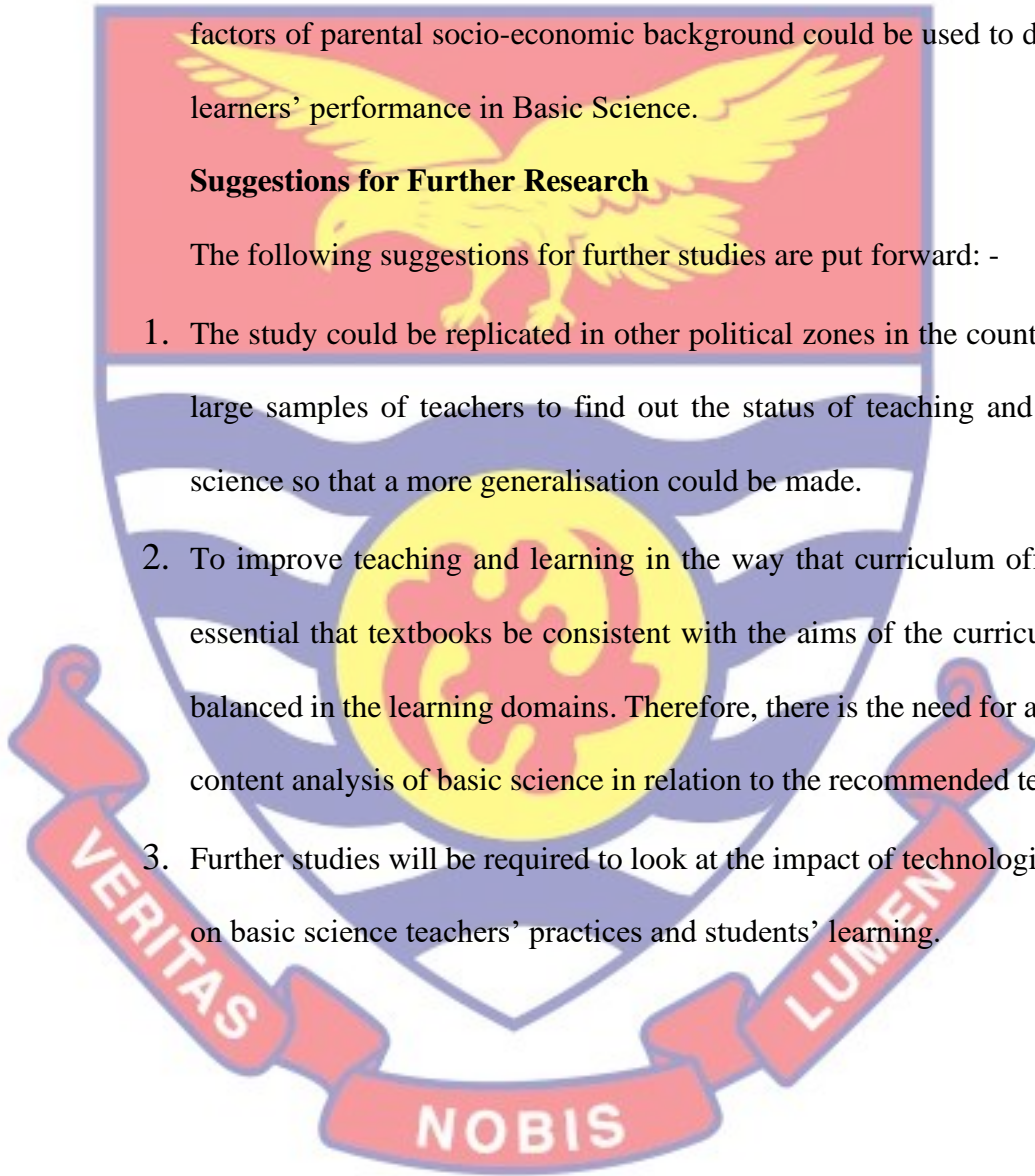 factors of parental socio-economic background could be used to d
learners’ performance in Basic Science.
Suggestions for Further Research
The following suggestions for further studies are put forward: -
1. The study could be replicated in other political zones in the count
large samples of teachers to find out the status of teaching and
science so that a more generalisation could be made.
2. To improve teaching and learning in the way that curriculum of
essential that textbooks be consistent with the aims of the curricu
balanced in the learning domains. Therefore, there is the need for a
content analysis of basic science in relation to the recommended te
3. Further studies will be required to look at the impact of technologi
on basic science teachers’ practices and students’ learning.
VERITAS
NOBIS
LUMEN